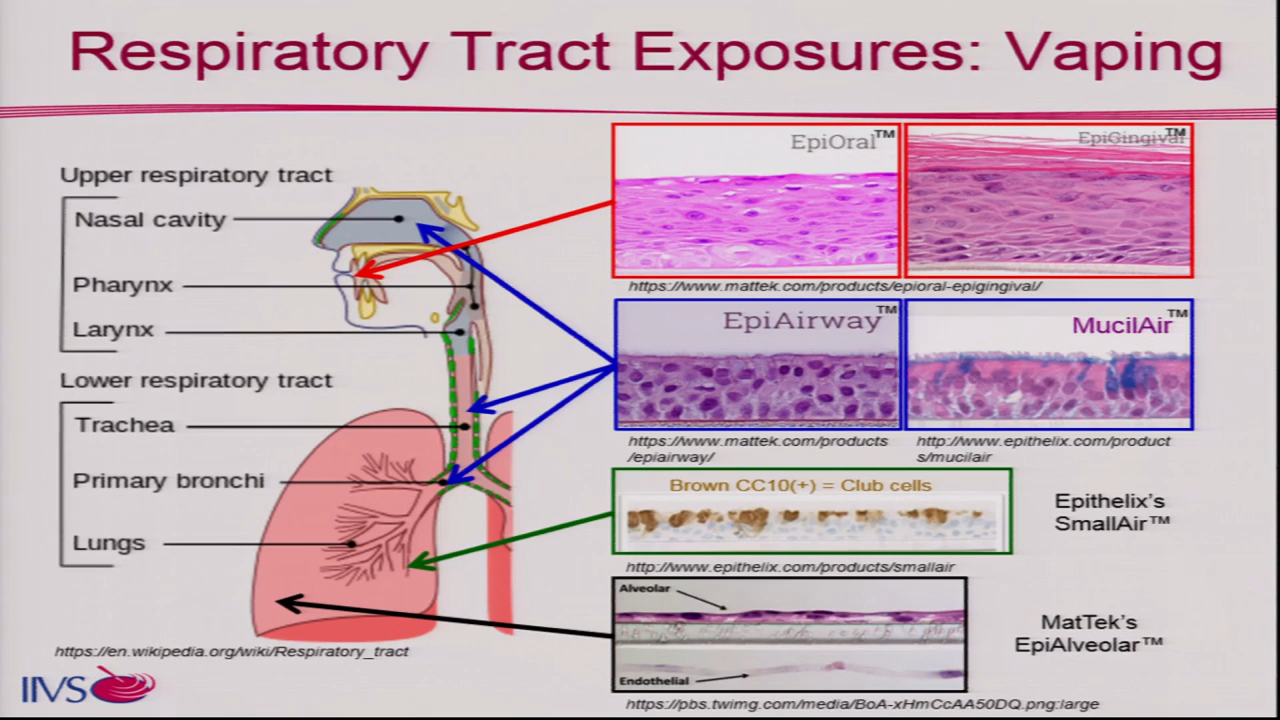 Respiratory Tract Exposures: Vaping
Upper respiratory tract
Nasal cavity
Pharynx
Larynx
Lower respiratory tract
Trachea
Primary bronchi
Lungs
https://en.wikipedia.org/wiki/Respiratory_tract
IIVS
EpiOral™
EpiGingival™
https://www.mattek.com/products/epioral-epigingival/
EpiAirway™
MucilAir™
https://www.mattek.com/products
/epiairway/
http://www.epithelix.com/product
s/mucilair
Brown CC10(+) = Club cells
Epithelix's
SmallAir™
http://www.epithelix.com/products/smallair
Alveolar
Endothelial
MatTek's
EpiAlveolar™
https://pbs.twimg.com/media/BoA-xHmCcAA50DQ.png:large